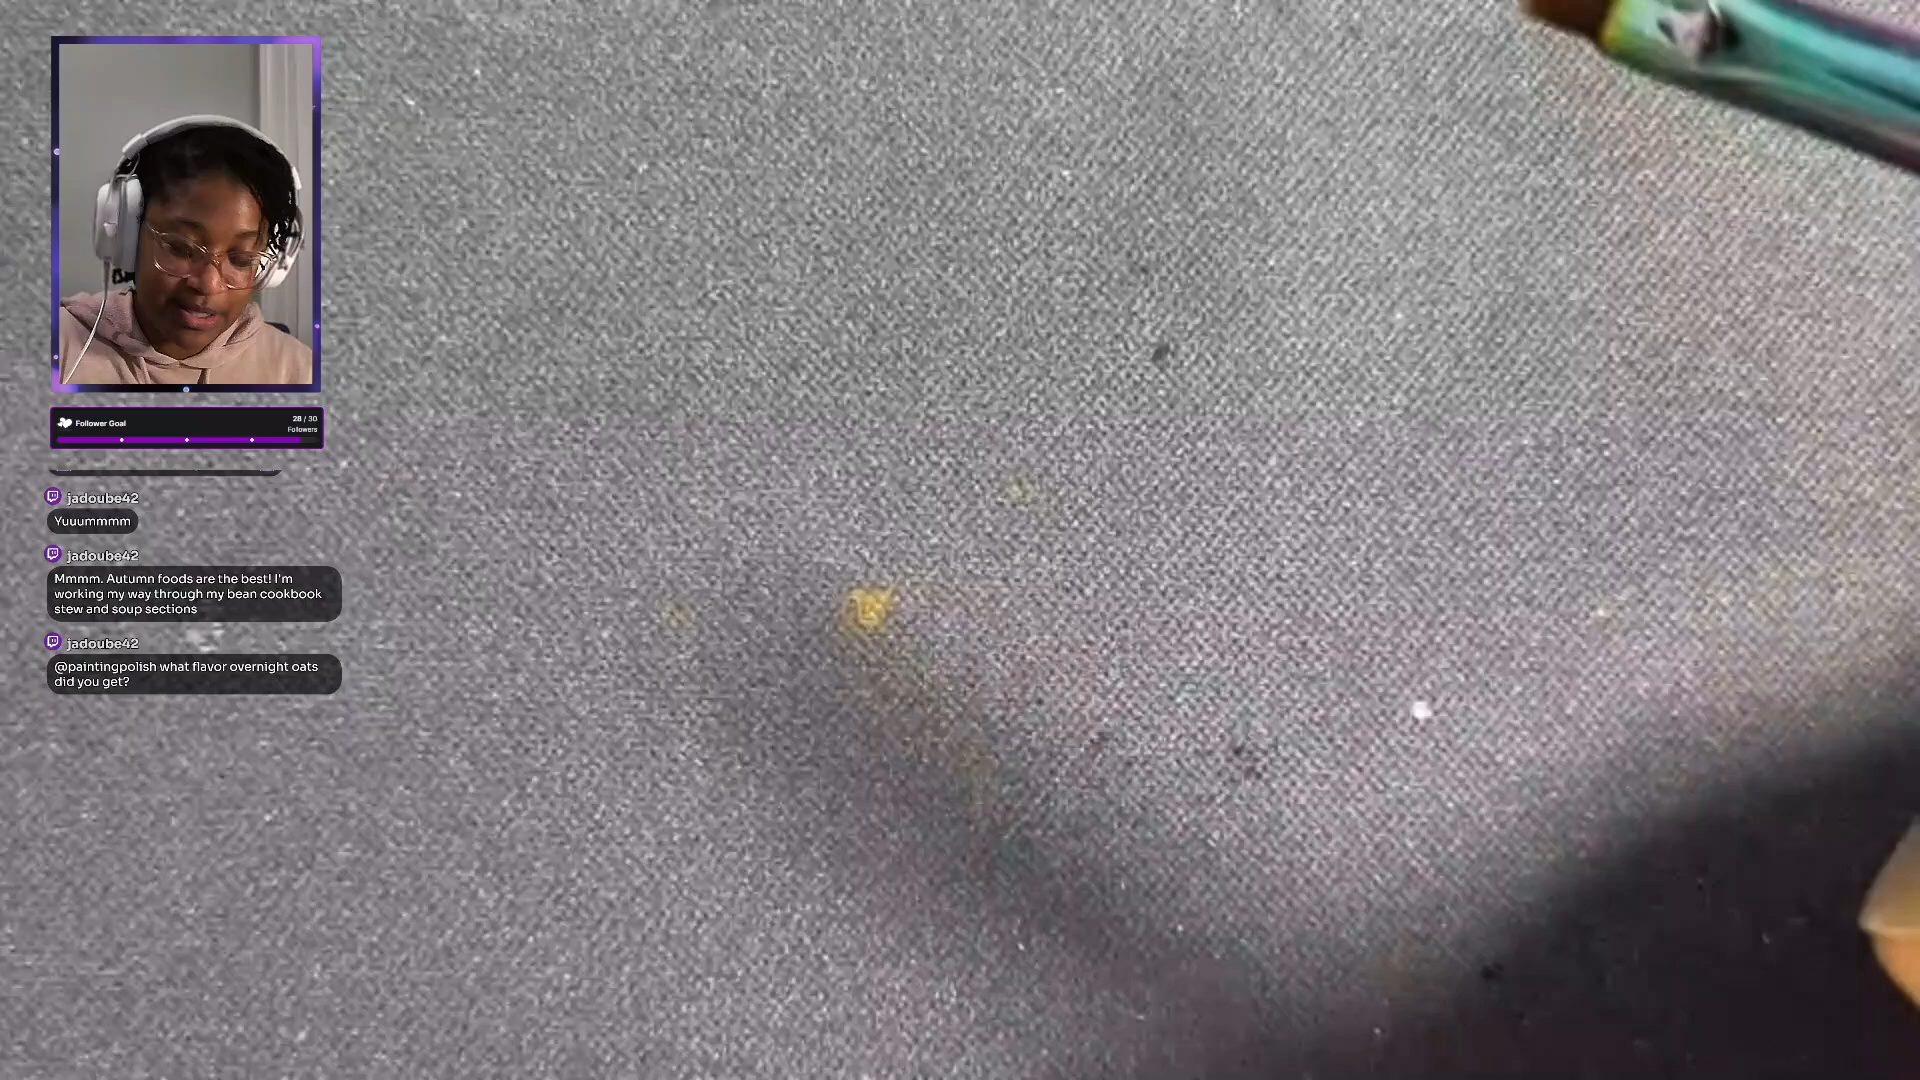 Follower Goal
28 / 30
Followers
jadoube42
Yuuummmm
jadoube42
Mmmm. Autumn foods are the best! I'm
working my way through my bean cookbook
stew and soup sections
jadoube42
@paintingpolish what flavor overnight oats
did you get?